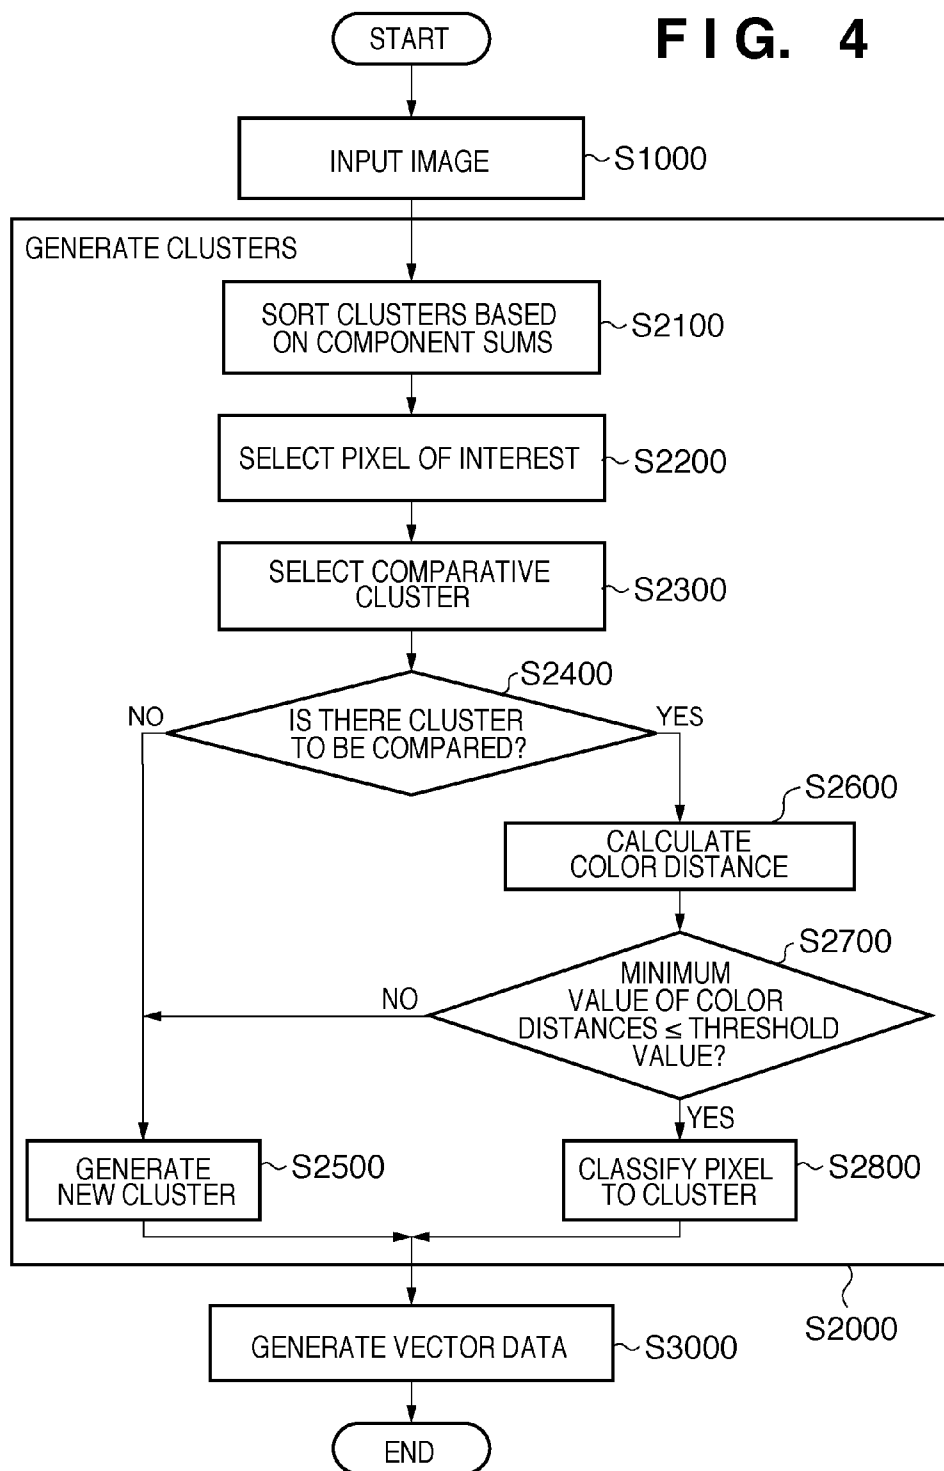 FIG. 4
START
INPUT IMAGE
S1000
GENERATE CLUSTERS
SORT CLUSTERS BASED
ON COMPONENT SUMS
S2100
SELECT PIXEL OF INTEREST
S2200
SELECT COMPARATIVE
CLUSTER
S2300
S2400
IS THERE CLUSTER
TO BE COMPARED?
NO
YES
S2600
CALCULATE
COLOR DISTANCE
S2700
MINIMUM
VALUE OF COLOR
DISTANCES ≤ THRESHOLD
VALUE?
NO
YES
GENERATE
NEW CLUSTER
S2500
CLASSIFY PIXEL
TO CLUSTER
S2800
S2000
GENERATE VECTOR DATA
S3000
END